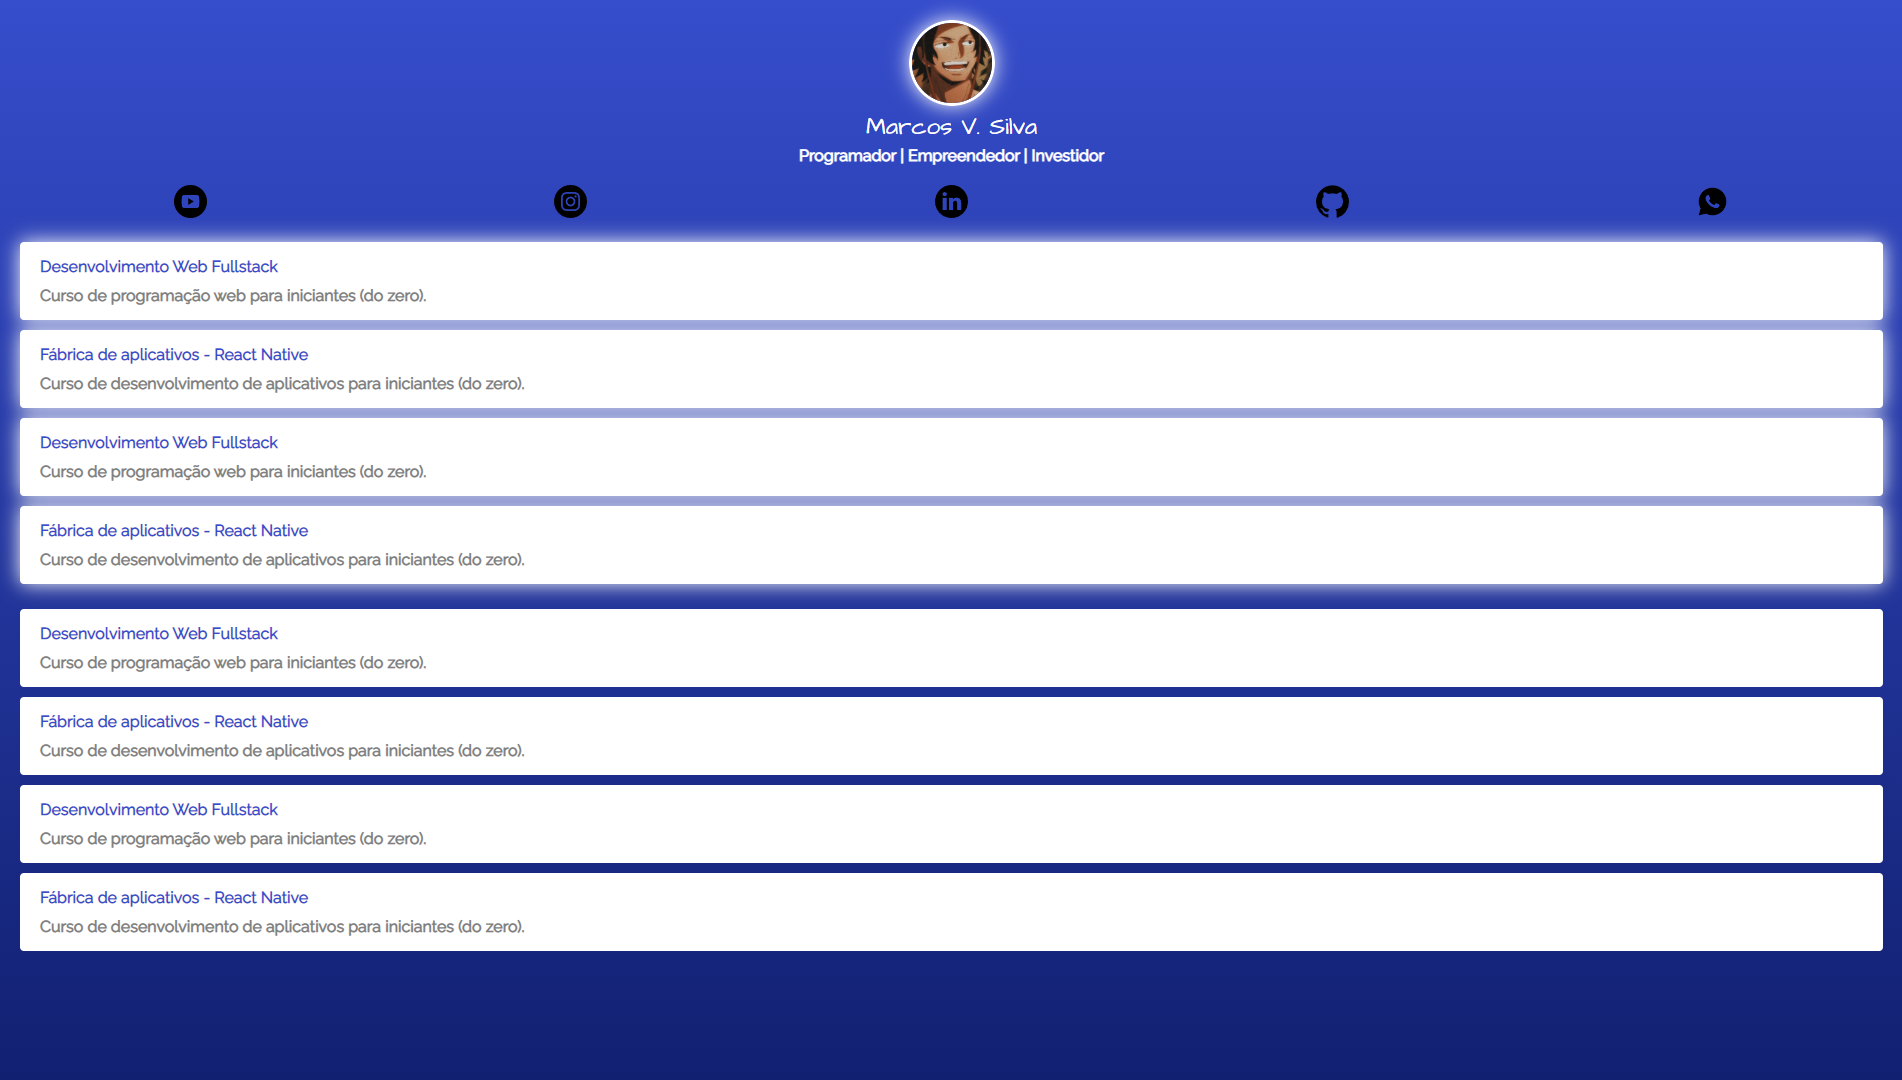 Marcos V. Silva
Programador | Empreendedor | Investidor
Desenvolvimento Web Fullstack
Curso de programação web para iniciantes (do zero).
Fábrica de aplicativos - React Native
Curso de desenvolvimento de aplicativos para iniciantes (do zero).
Desenvolvimento Web Fullstack
Curso de programação web para iniciantes (do zero).
Fábrica de aplicativos - React Native
Curso de desenvolvimento de aplicativos para iniciantes (do zero).
Desenvolvimento Web Fullstack
Curso de programação web para iniciantes (do zero).
Fábrica de aplicativos - React Native
Curso de desenvolvimento de aplicativos para iniciantes (do zero).
Desenvolvimento Web Fullstack
Curso de programação web para iniciantes (do zero).
Fábrica de aplicativos - React Native
Curso de desenvolvimento de aplicativos para iniciantes (do zero).